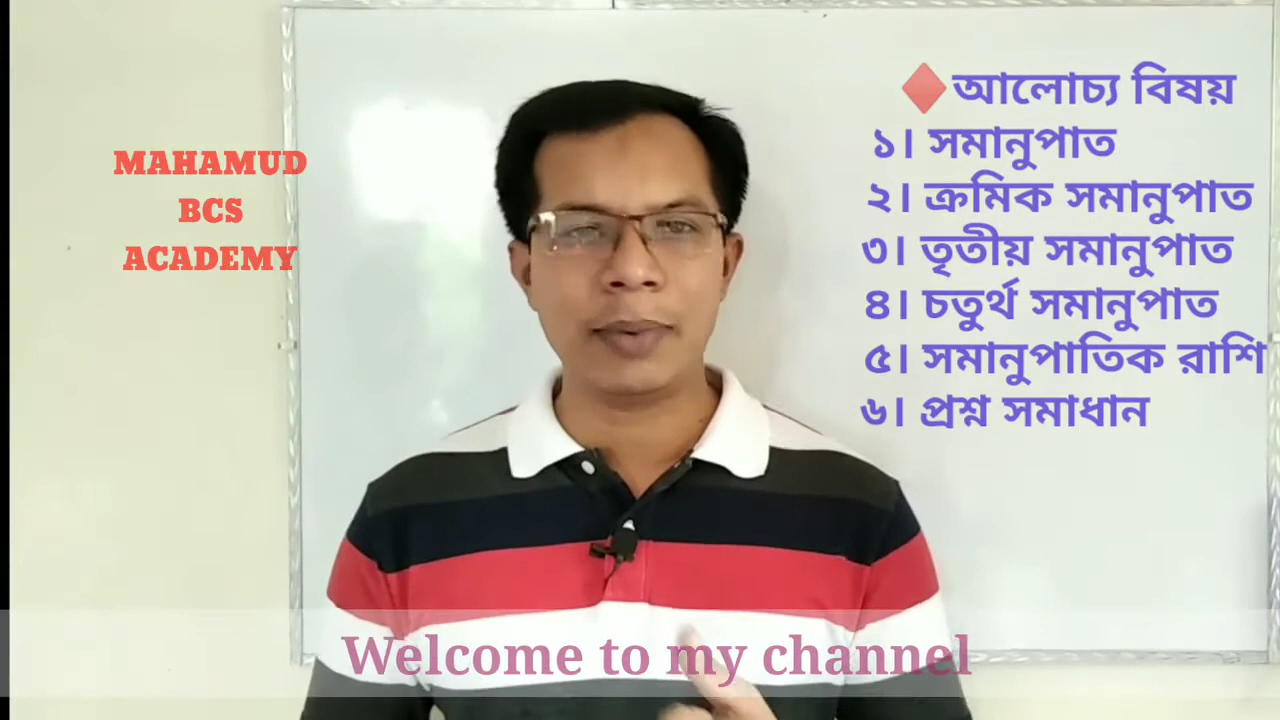 MAHAMUD
BCS
ACADEMY
♦আলোচ্য বিষয়
১। সমানুপাত
২। ক্রমিক সমানুপাত
৩। তৃতীয় সমানুপাত
৪। চতুর্থ সমানুপাত
৫। সমানুপাতিক রাশি
৬। প্রশ্ন সমাধান
Welcome to my channel